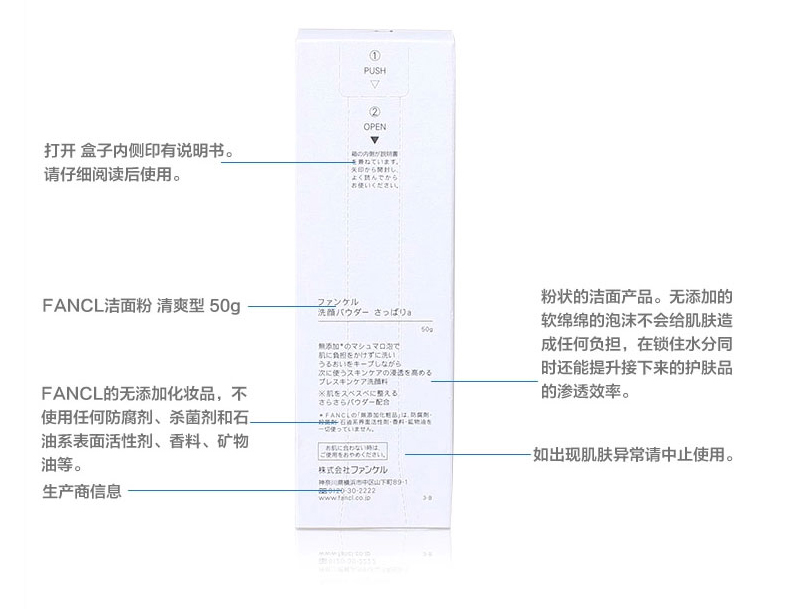 ①
PUSH
②
OPEN
箱の内側が説明書
を兼ねています。
矢印から開封し、
よく読んでから
お使いください。
打开 盒子内侧印有说明书。
请仔细阅读后使用。
FANCL洁面粉 清爽型 50g
ファンケル
洗顔パウダー さっぱりa
50g
粉状的洁面产品。无添加的
软绵绵的泡沫不会给肌肤造
成任何负担，在锁住水分同
时还能提升接下来的护肤品
的渗透效率。
無添加*のマシュマロ泡で
肌に負担をかけずに洗い
うるおいをキープしながら
次に使うスキンケアの浸透を高める
プレスキンケア洗顔料
※肌をスベスベに整える
さらさらパウダー配合
FANCL的无添加化妆品，不
使用任何防腐剂、杀菌剂和石
油系表面活性剂、香料、矿物
油等。
*FANCLの「無添加化粧品」は、防腐剤・
殺菌剤・石油系界面活性剤・香料・鉱物油を
一切使っていません。
お肌に合わない時は、
ご使用をおやめください。
如出现肌肤异常请中止使用。
株式会社ファンケル
神奈川県横浜市中区山下町89-1
0120-30-2222
www.fancl.co.jp
3-B
生产商信息